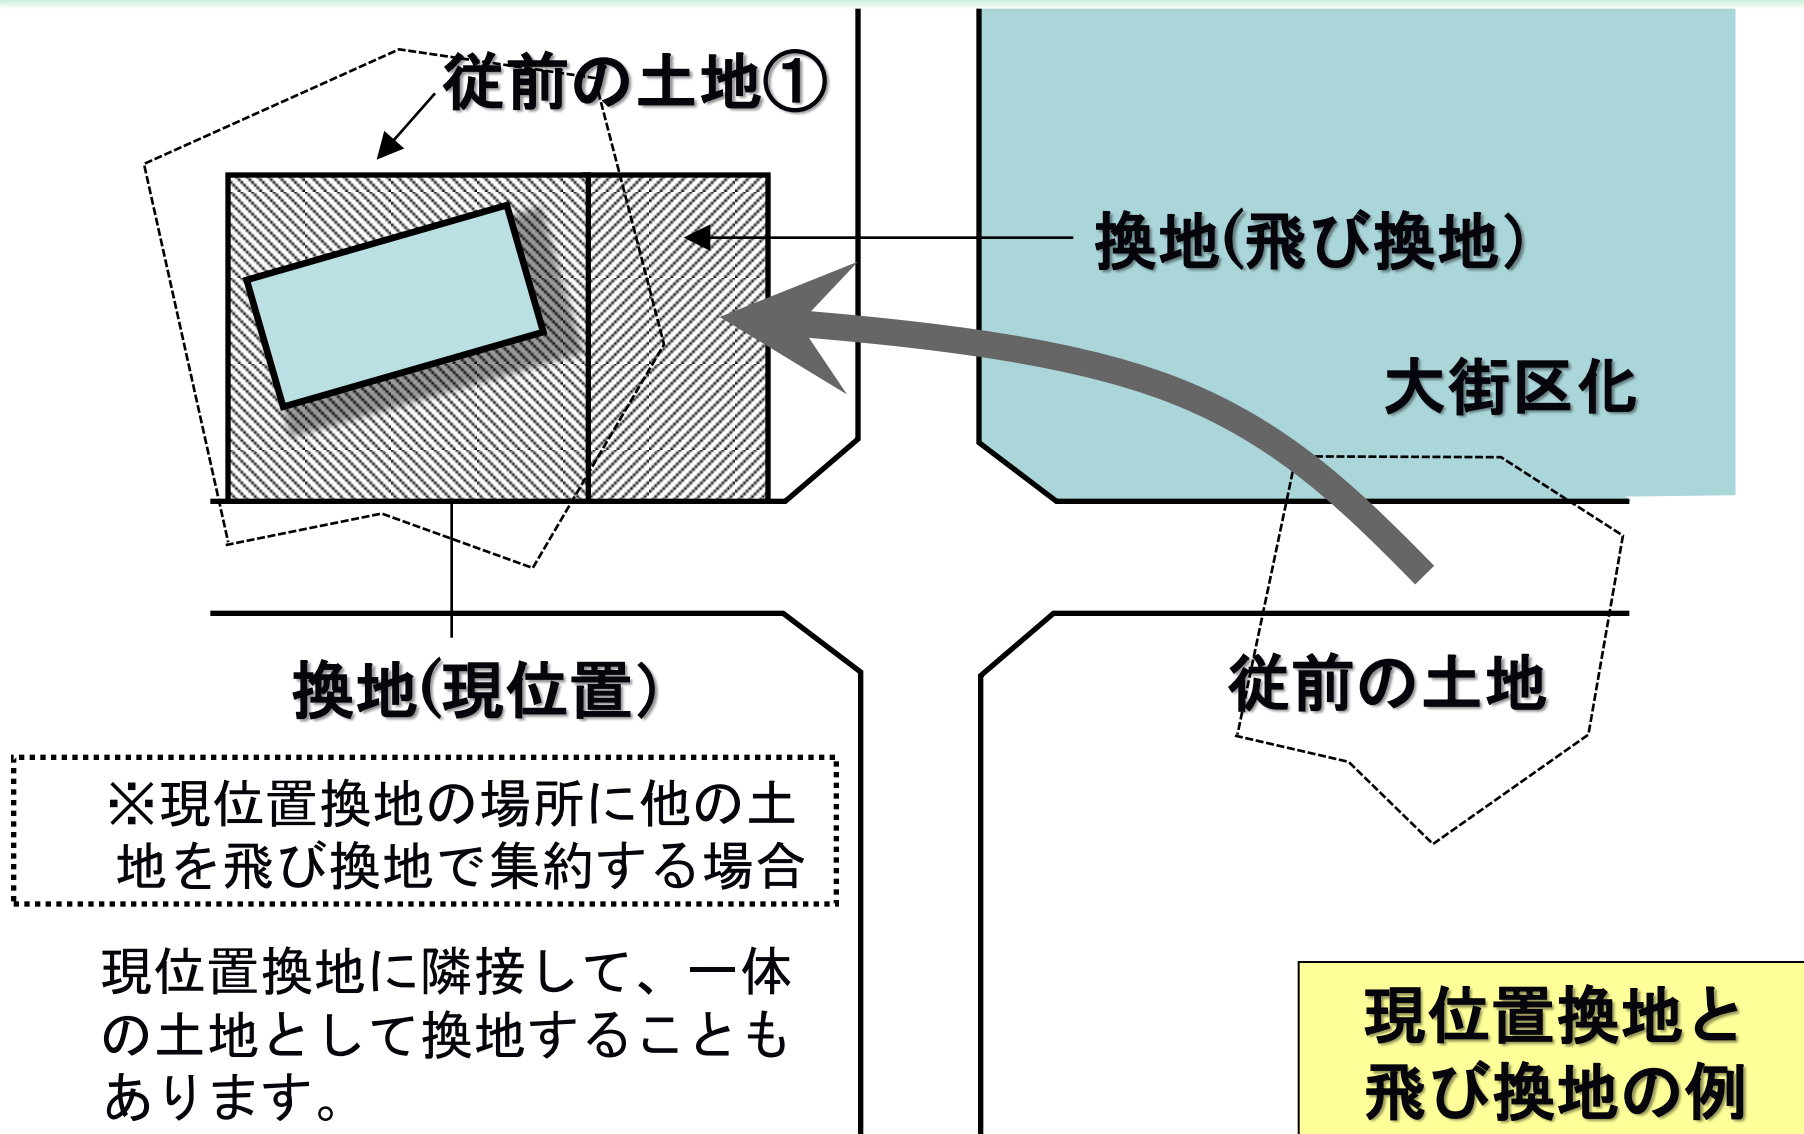 従前の土地①
換地(飛び換地）
大街区化
換地(現位置）
従前の土地
※現位置換地の場所に他の土
地を飛び換地で集約する場合
現位置換地に隣接して、一体
の土地として換地することも
あります。
現位置換地と
飛び換地の例